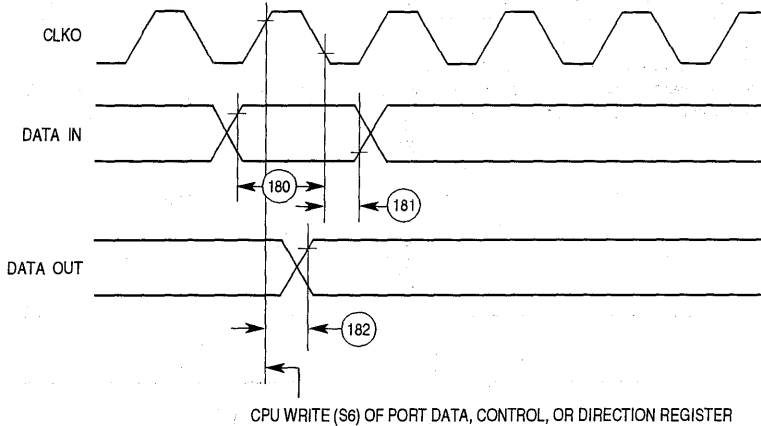 CLKO
DATA IN
180
181
DATA OUT
182
CPU WRITE (S6) OF PORT DATA, CONTROL, OR DIRECTION REGISTER